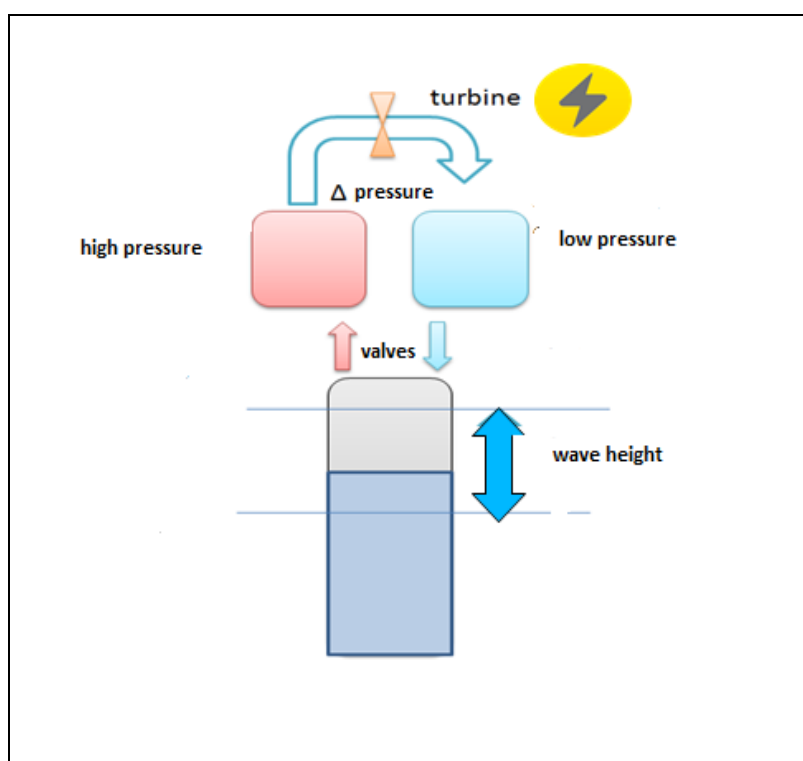 turbine
Δ pressure
high pressure
low pressure
valves
wave height